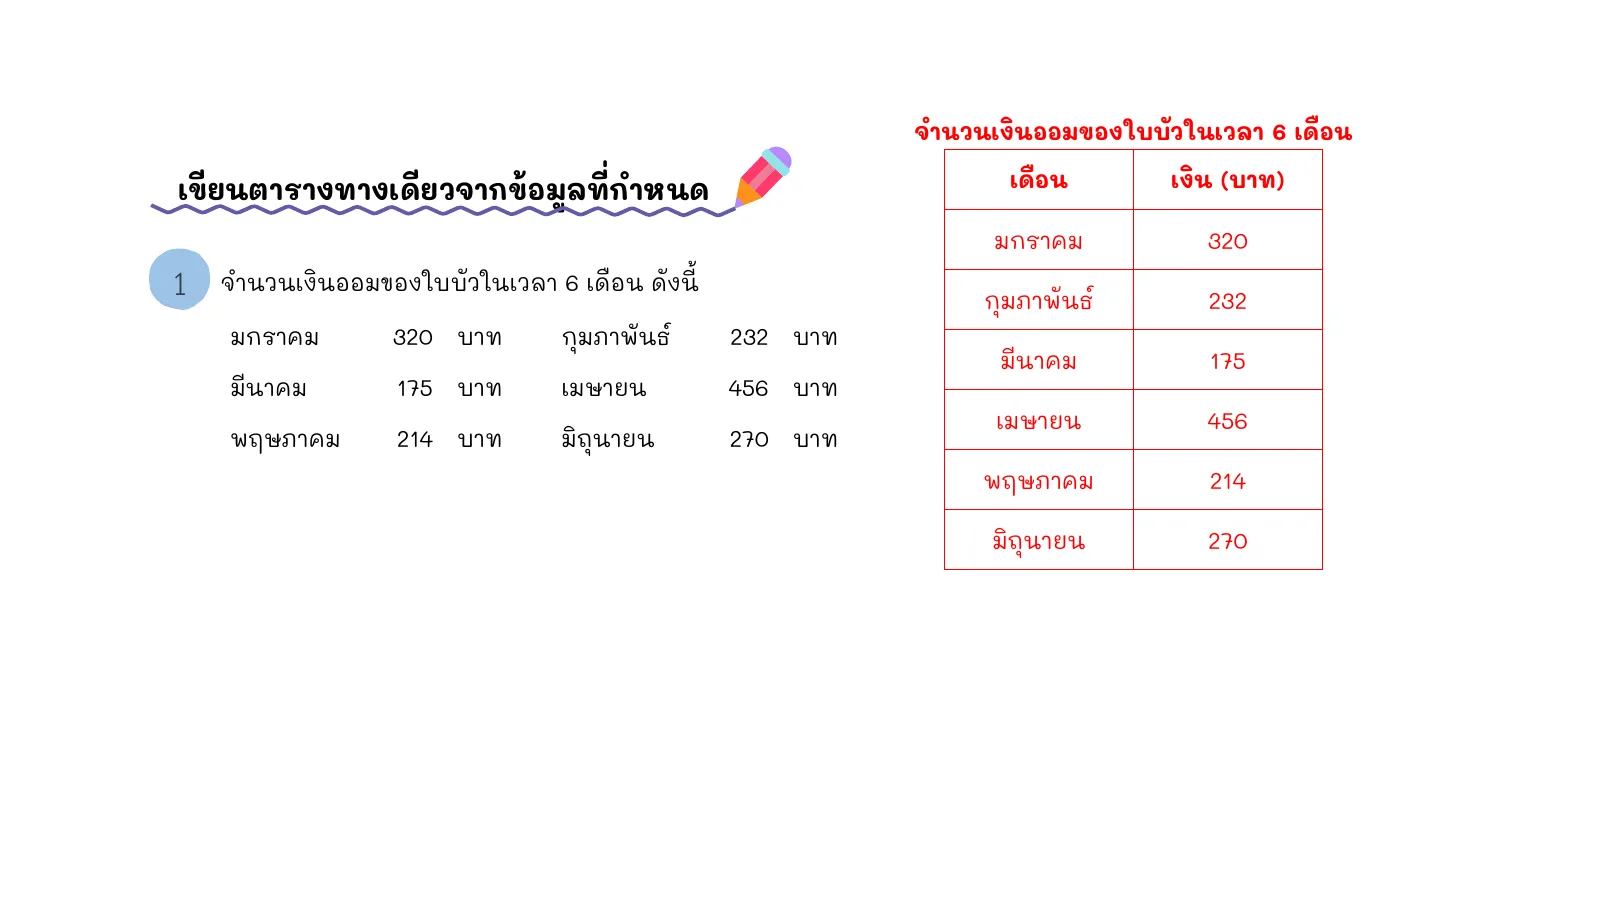 เขียนตารางทางเดียวจากข้อมูลที่กำหนด
1 จำนวนเงินออมของใบบัวในเวลา 6 เดือน ดังนี้
มกราคม 320 บาท กุมภาพันธ์ 232 บาท
มีนาคม 175 บาท เมษายน 456 บาท
พฤษภาคม 214 บาท มิถุนายน 270 บาท
จำนวนเงินออมของใบบัวในเวลา 6 เดือน
เดือน เงิน (บาท)
มกราคม 320
กุมภาพันธ์ 232
มีนาคม 175
เมษายน 456
พฤษภาคม 214
มิถุนายน 270